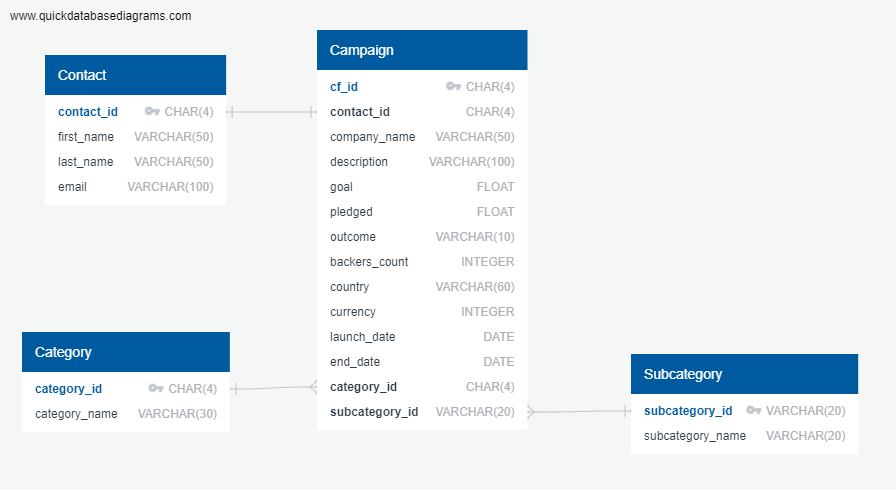 www.quickdatabasediagrams.com
Contact
contact_id CHAR(4)
first_name VARCHAR(50)
last_name VARCHAR(50)
email VARCHAR(100)
Campaign
cf_id CHAR(4)
contact_id CHAR(4)
company_name VARCHAR(50)
description VARCHAR(100)
goal FLOAT
pledged FLOAT
outcome VARCHAR(10)
backers_count INTEGER
country VARCHAR(60)
currency INTEGER
launch_date DATE
end_date DATE
category_id CHAR(4)
subcategory_id VARCHAR(20)
Category
category_id CHAR(4)
category_name VARCHAR(30)
Subcategory
subcategory_id VARCHAR(20)
subcategory_name VARCHAR(20)